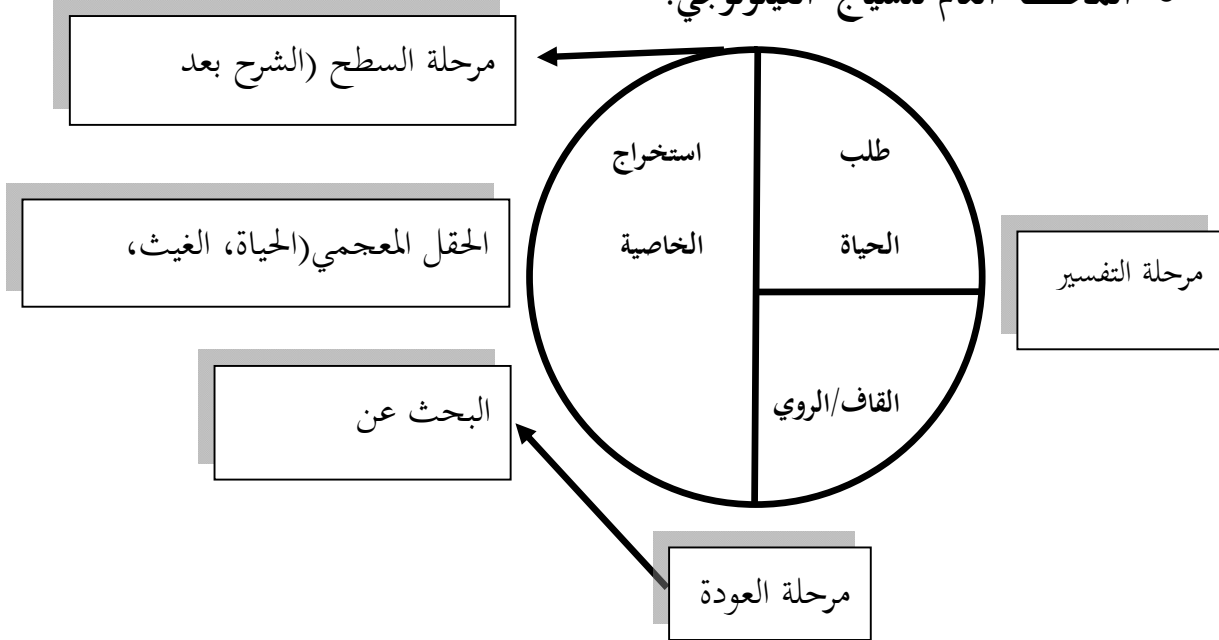 مرحلة السطح (الشرح بعد
طلب
الحياة
استخراج
الخاصية
الحقل المعجمي(الحياة، الغيث،
مرحلة التفسير
القاف/الروي
البحث عن
مرحلة العودة